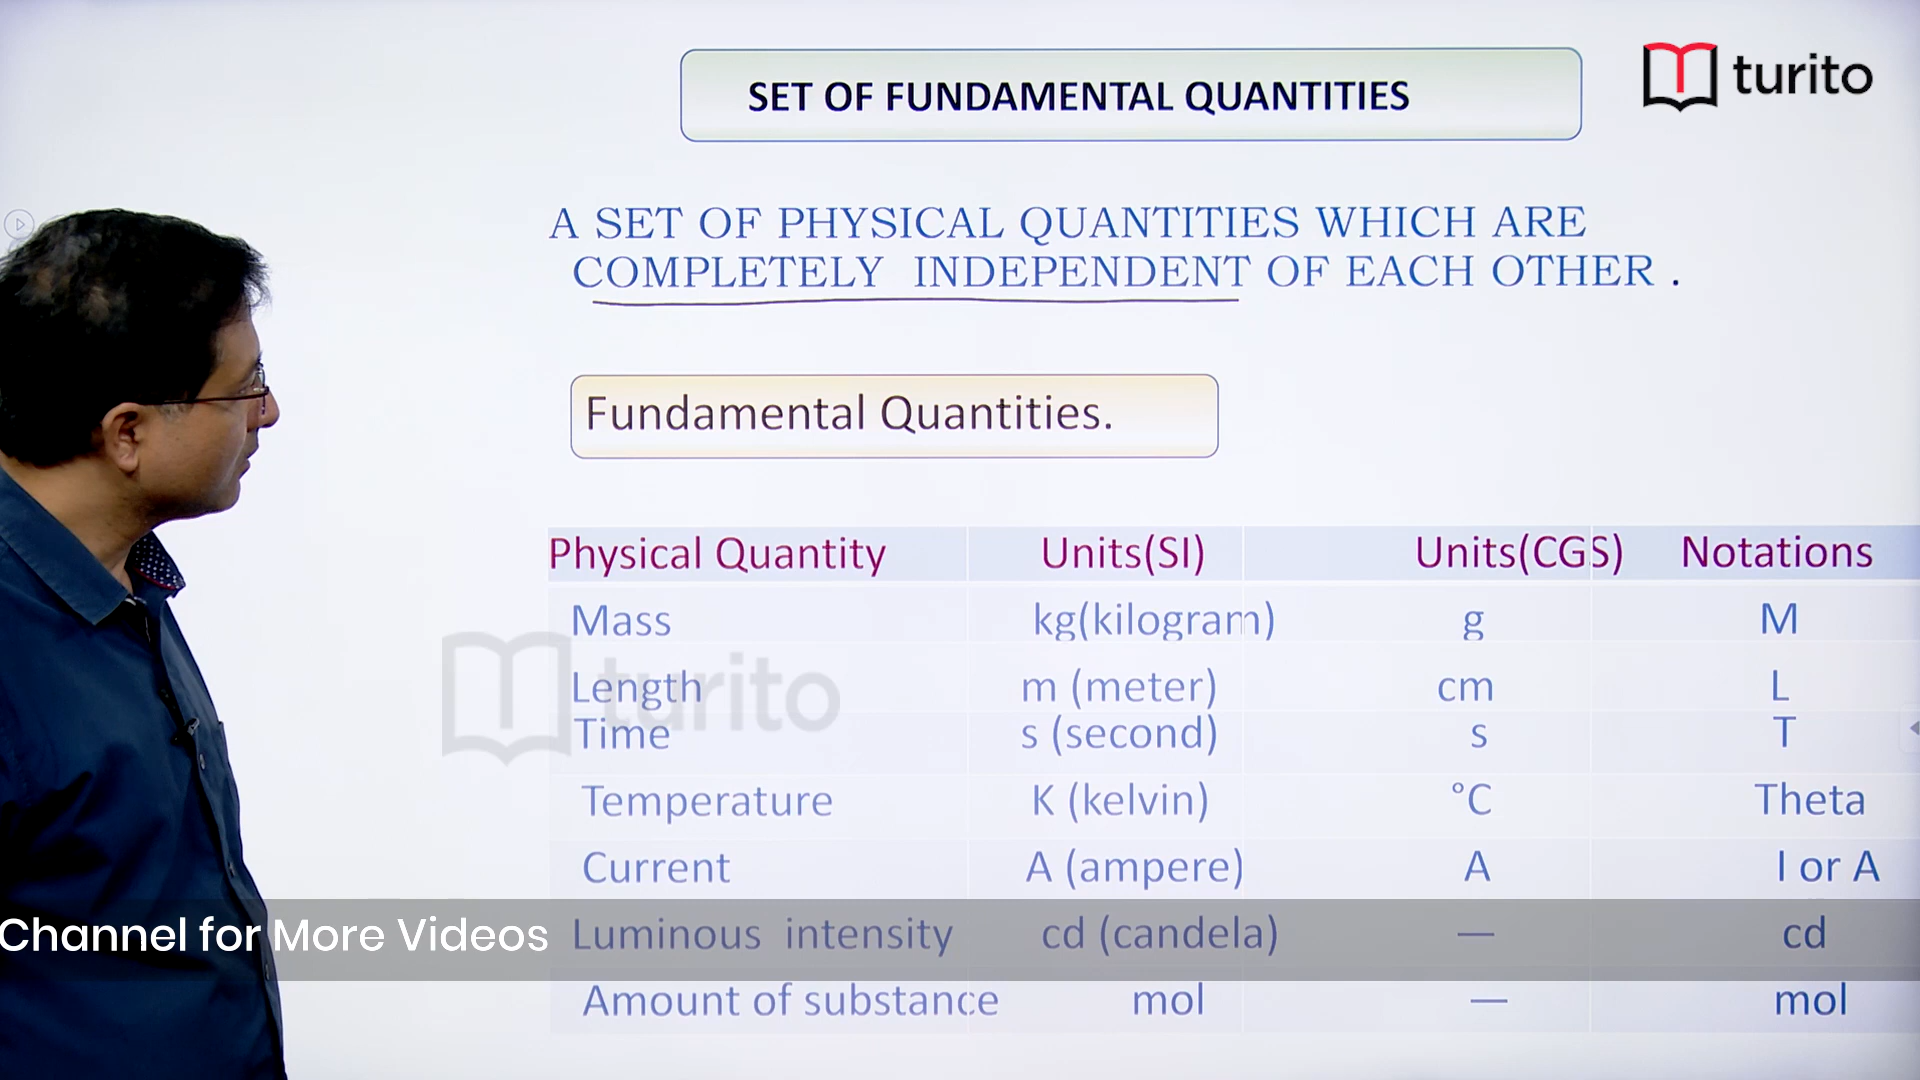 turito
SET OF FUNDAMENTAL QUANTITIES
A SET OF PHYSICAL QUANTITIES WHICH ARE
COMPLETELY INDEPENDENT OF EACH OTHER .
Fundamental Quantities.
Physical Quantity Units(SI) Units(CGS) Notations
Mass kg(kilogram) g M
Length m (meter) cm L
turito
Time s (second) s T
Temperature K (kelvin) °C Theta
Current A (ampere) A I or A
Channel for More Videos
Luminous intensity cd (candela) — cd
Amount of substance mol — mol